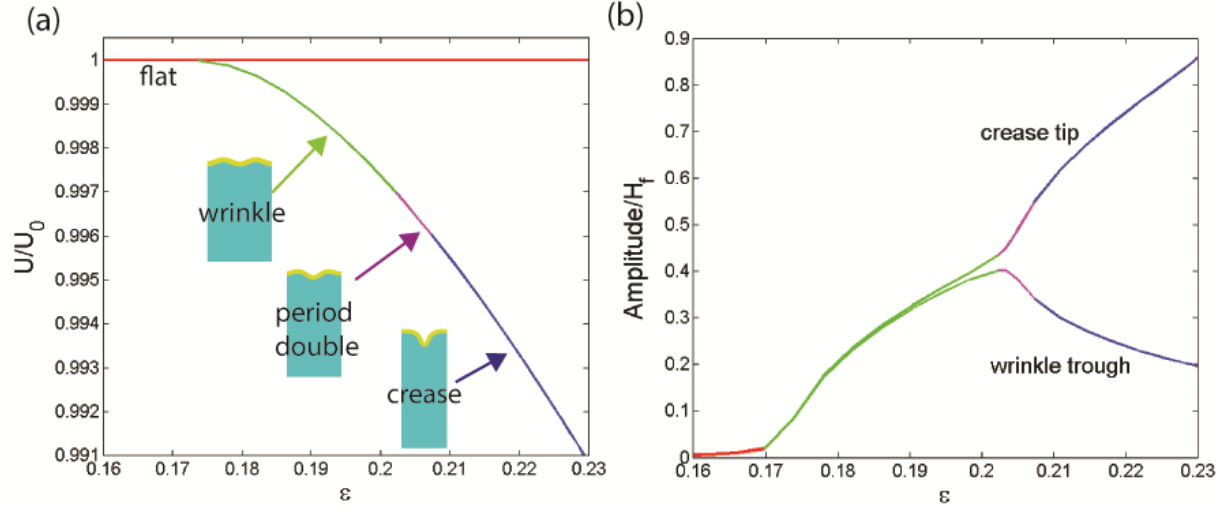 (a)
1
0.999
0.998
0.997
0.996
0.995
0.994
0.993
0.992
0.991
U/U0
0.16 0.17 0.18 0.19 0.2 0.21 0.22 0.23
ε
flat
wrinkle
period
double
crease
(b)
0.9
0.8
0.7
0.6
0.5
0.4
0.3
0.2
0.1
0
Amplitude/Hf
0.16 0.17 0.18 0.19 0.2 0.21 0.22 0.23
ε
crease tip
wrinkle trough